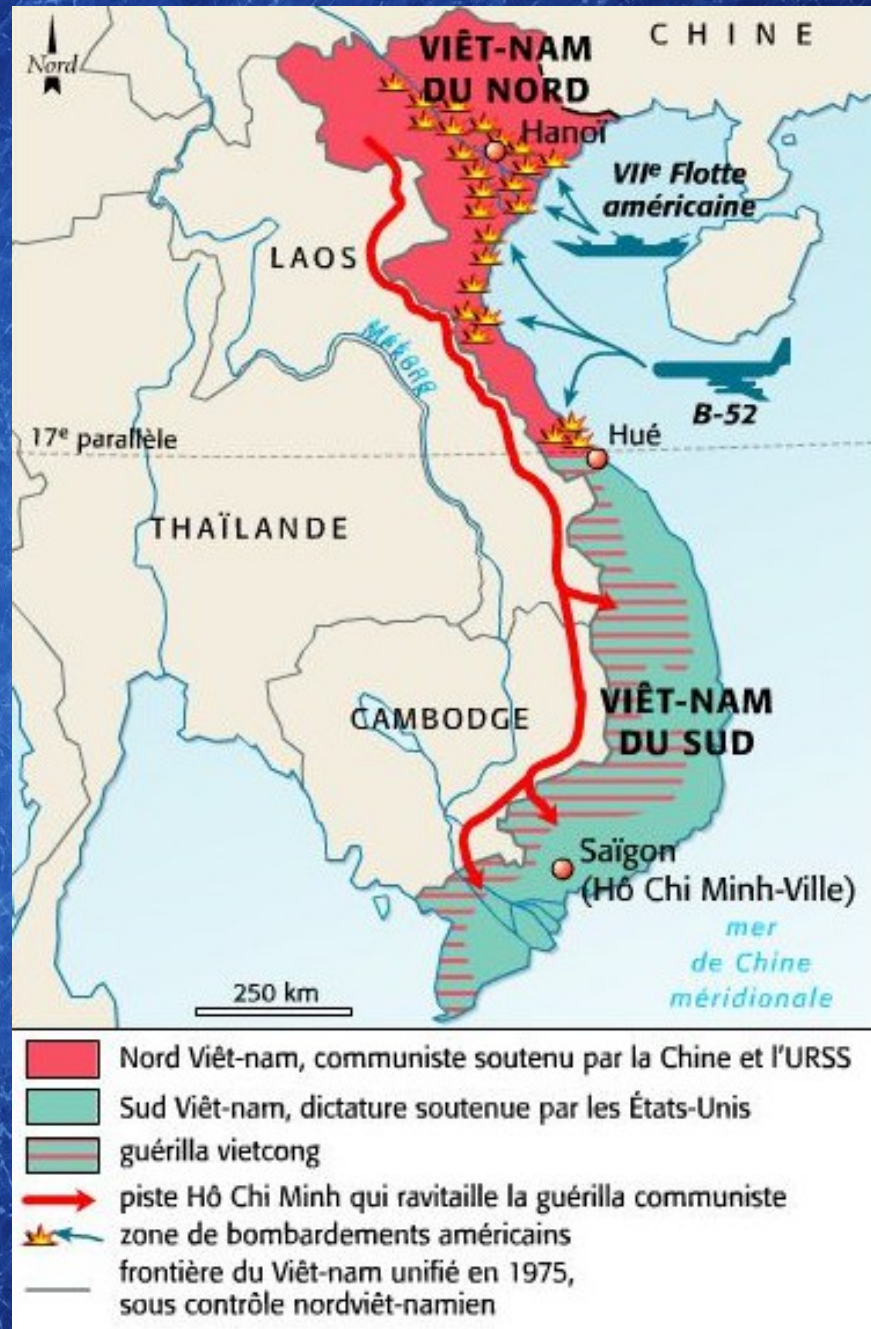 Nord
CHINE
VIÊT-NAM
DU NORD
Hanoï
VIIe Flotte
américaine
LAOS
Mékong
B-52
17e parallèle
Hué
THAÏLANDE
CAMBODGE
VIÊT-NAM
DU SUD
Saïgon
(Hô Chi Minh-Ville)
mer
de Chine
méridionale
250 km
Nord Viêt-nam, communiste soutenu par la Chine et l'URSS
Sud Viêt-nam, dictature soutenue par les États-Unis
guérilla vietcong
piste Hô Chi Minh qui ravitaille la guérilla communiste
zone de bombardements américains
frontière du Viêt-nam unifié en 1975,
sous contrôle nordviêt-namien